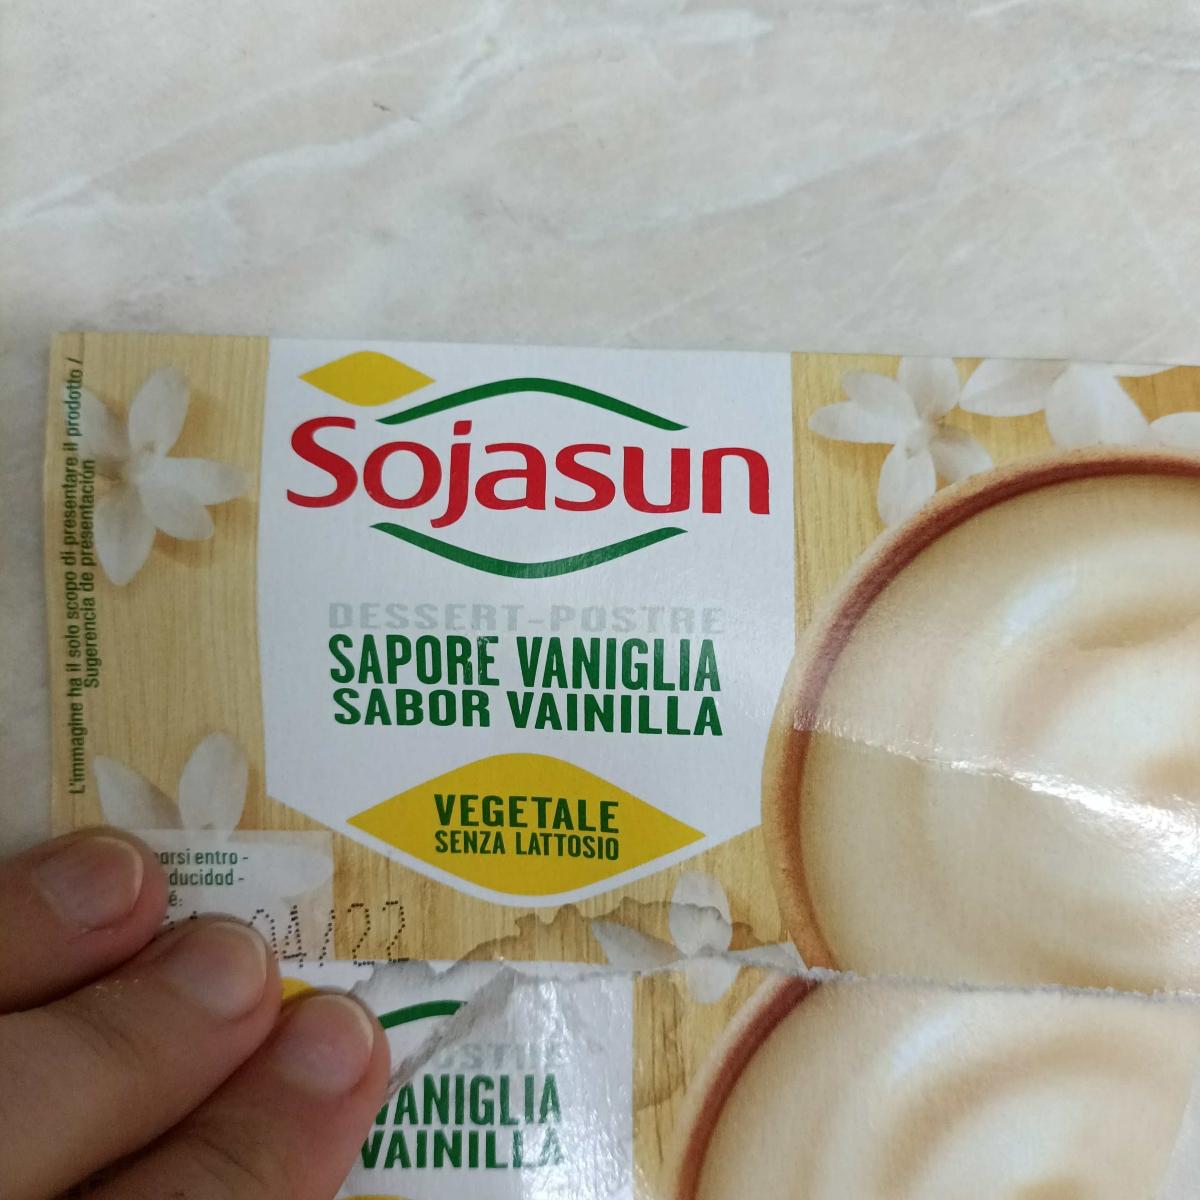 L'immagine ha il solo scopo di presentare il prodotto /
Sugerencia de presentación
Sojasun
DESSERT-POSTRE
SAPORE VANIGLIA
SABOR VAINILLA
VEGETALE
SENZA LATTOSIO
entro -
04/22
VANIGLIA
VAINILLA